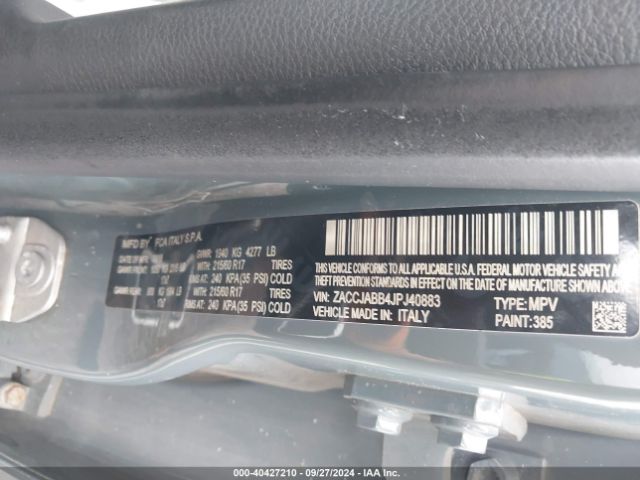 MFD BY FCA ITALY S.P.A.
GVWR: 1940 KG 4277 LB
WITH: 215/60 R17 TIRES
RIMS AT: 240 KPA(35 PSI) COLD
WITH: 215/60 R17 TIRES
RIMS AT: 240 KPA(35 PSI) COLD
THIS VEHICLE CONFORMS TO ALL APPLICABLE U.S.A.
FEDERAL MOTOR VEHICLE SAFETY, BUMPER, AND
THEFT PREVENTION STANDARDS IN EFFECT ON THE
DATE OF MANUFACTURE SHOWN ABOVE.
VIN: ZACCJABB4JPJ40883 TYPE: MPV
VEHICLE MADE IN: ITALY PAINT: 385
000-40427210 | 09/27/2024 | IAA Inc.